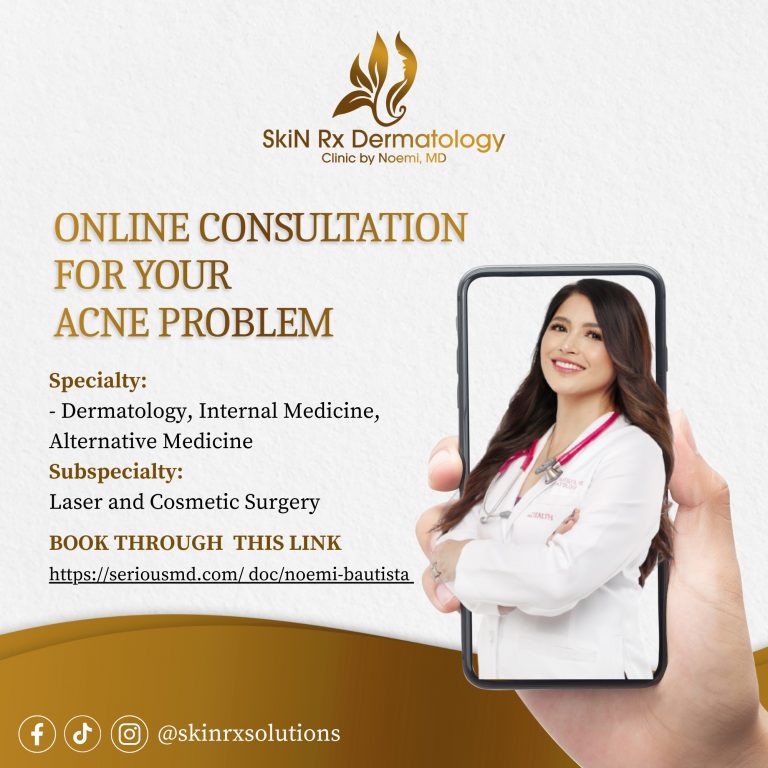 SkiN Rx Dermatology
Clinic by Noemi, MD
ONLINE CONSULTATION
FOR YOUR
ACNE PROBLEM
Specialty:
- Dermatology, Internal Medicine,
Alternative Medicine
Subspecialty:
Laser and Cosmetic Surgery
BOOK THROUGH THIS LINK
https://seriousmd.com/ doc/noemi-bautista
@skinrxsolutions